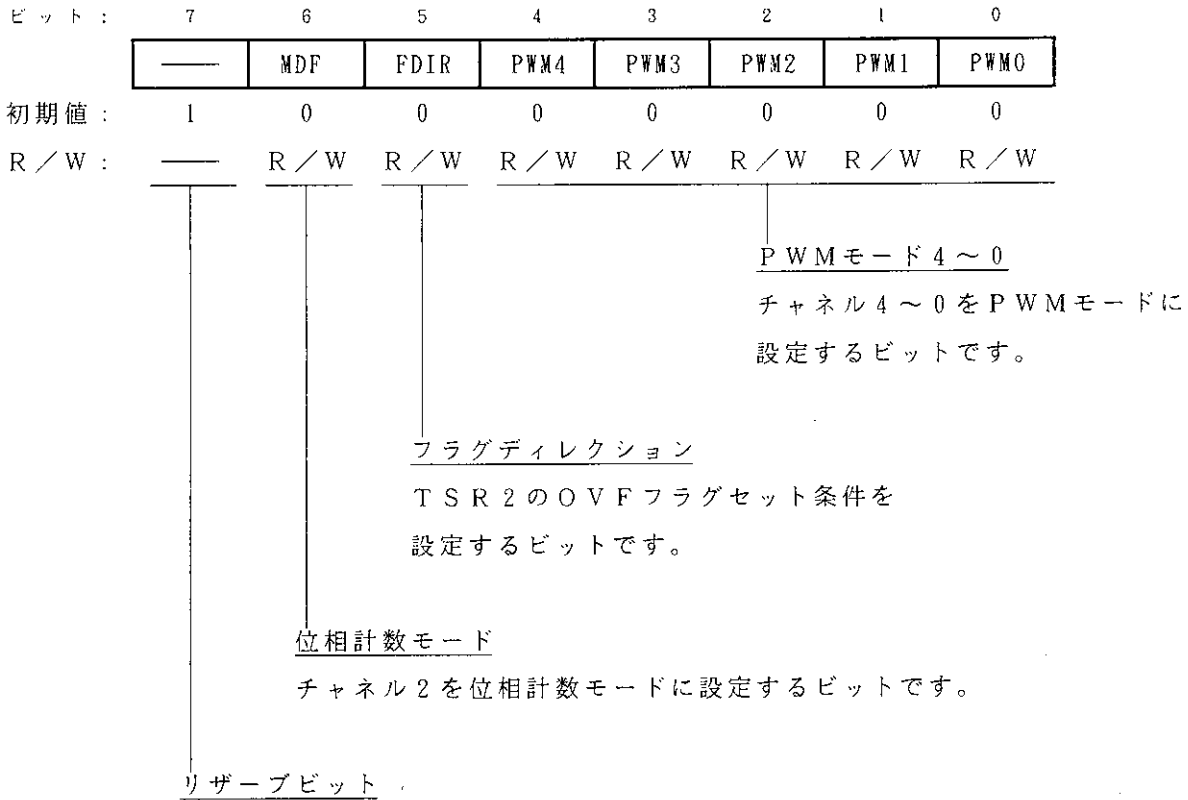 ビット： 7 6 5 4 3 2 1 0
―― MDF FDIR PWM4 PWM3 PWM2 PWM1 PWM0
初期値： 1 0 0 0 0 0 0 0
R／W： ―― R／W R／W R／W R／W R／W R／W R／W
PWMモード4～0
チャネル4～0をPWMモードに
設定するビットです。
フラグディレクション
TSR2のOVFフラグセット条件を
設定するビットです。
位相計数モード
チャネル2を位相計数モードに設定するビットです。
リザーブビット